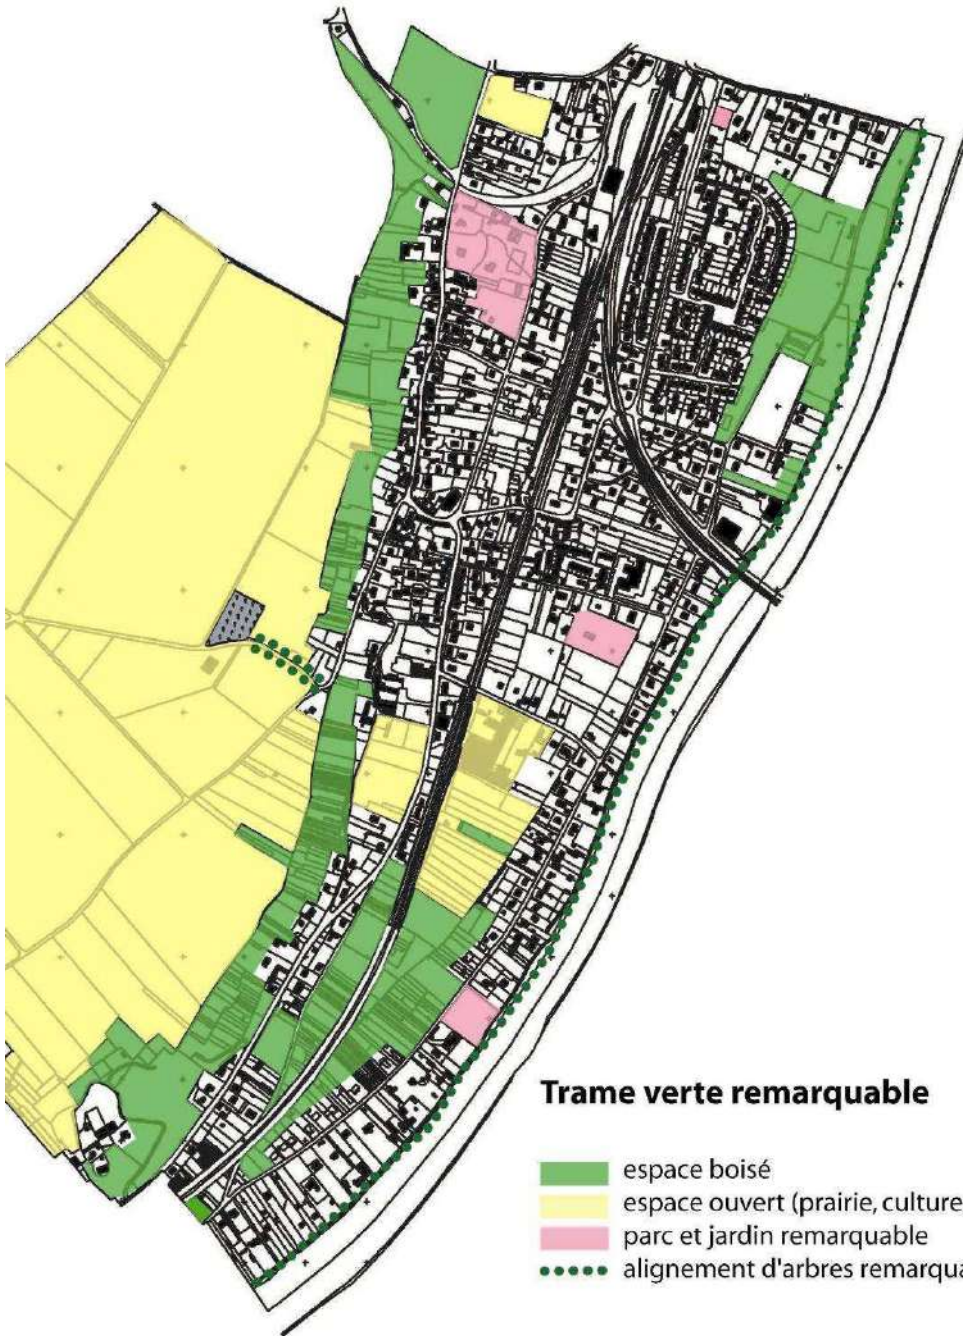 Trame verte remarquable
espace boisé
espace ouvert (prairie, culture
parc et jardin remarquable
alignement d'arbres remarqua